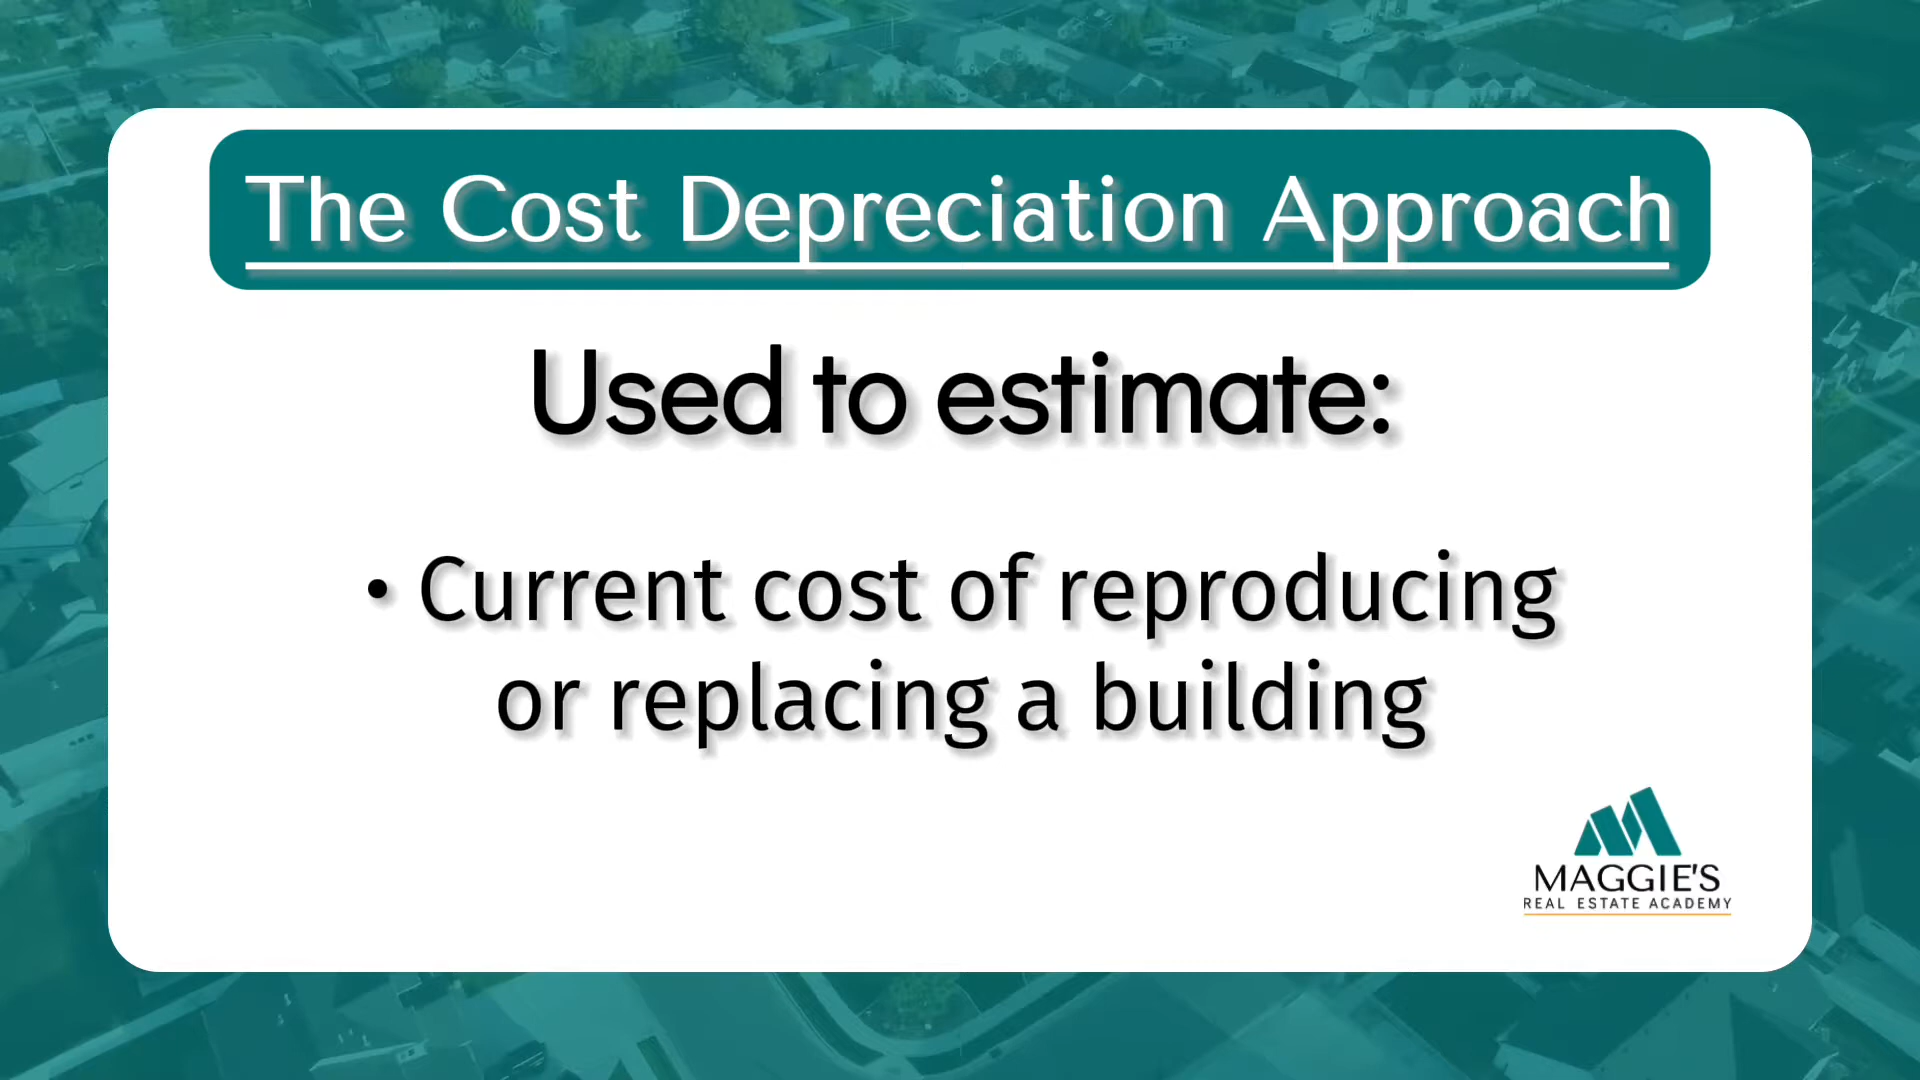 The Cost Depreciation Approach
Used to estimate:
• Current cost of reproducing
or replacing a building
MAGGIE'S
REAL ESTATE ACADEMY